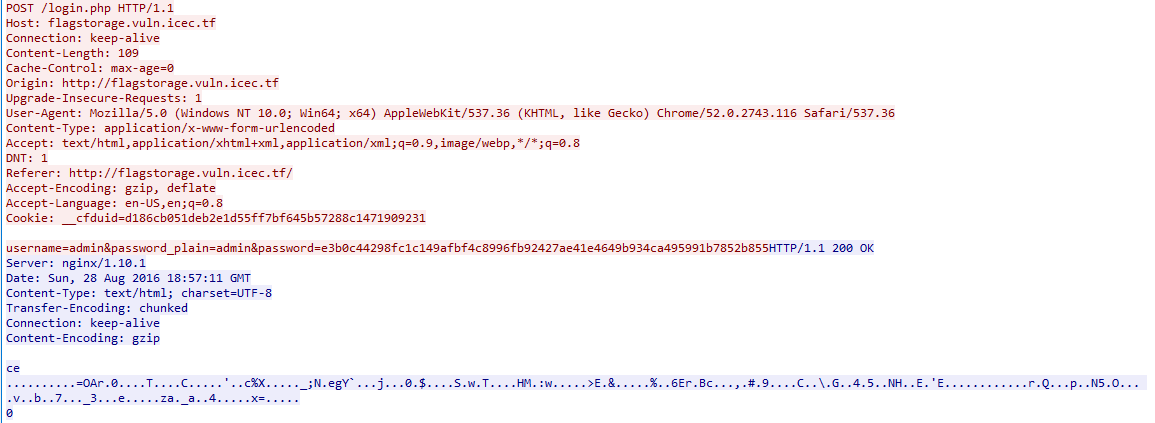 POST /login.php HTTP/1.1
Host: flagstorage.vuln.icec.tf
Connection: keep-alive
Content-Length: 109
Cache-Control: max-age=0
Origin: http://flagstorage.vuln.icec.tf
Upgrade-Insecure-Requests: 1
User-Agent: Mozilla/5.0 (Windows NT 10.0; Win64; x64) AppleWebKit/537.36 (KHTML, like Gecko) Chrome/52.0.2743.116 Safari/537.36
Content-Type: application/x-www-form-urlencoded
Accept: text/html,application/xhtml+xml,application/xml;q=0.9,image/webp,*/*;q=0.8
DNT: 1
Referer: http://flagstorage.vuln.icec.tf/
Accept-Encoding: gzip, deflate
Accept-Language: en-US,en;q=0.8
Cookie: __cfduid=d186cb051deb2e1d55ff7bf645b57288c1471909231
username=admin&password_plain=admin&password=e3b0c44298fc1c149afbf4c8996fb92427ae41e4649b934ca495991b7852b855HTTP/1.1 200 OK
Server: nginx/1.10.1
Date: Sun, 28 Aug 2016 18:57:11 GMT
Content-Type: text/html; charset=UTF-8
Transfer-Encoding: chunked
Connection: keep-alive
Content-Encoding: gzip
ce
..........=OAr.0....T....C.....'..c%X....._;N.egY`...j...0.$....S.w.T....HM.:w.....>E.&.....%..6Er.Bc...,.#.9....C..\.G..4.5..NH..E.'E............r.Q...p..N5.O...
.v..b..7..._3...e.....za._a..4.....x=.....
0